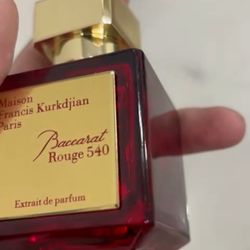 Maison
Francis Kurkdjian
Paris
Baccarat
Rouge 540
Extrait de parfum